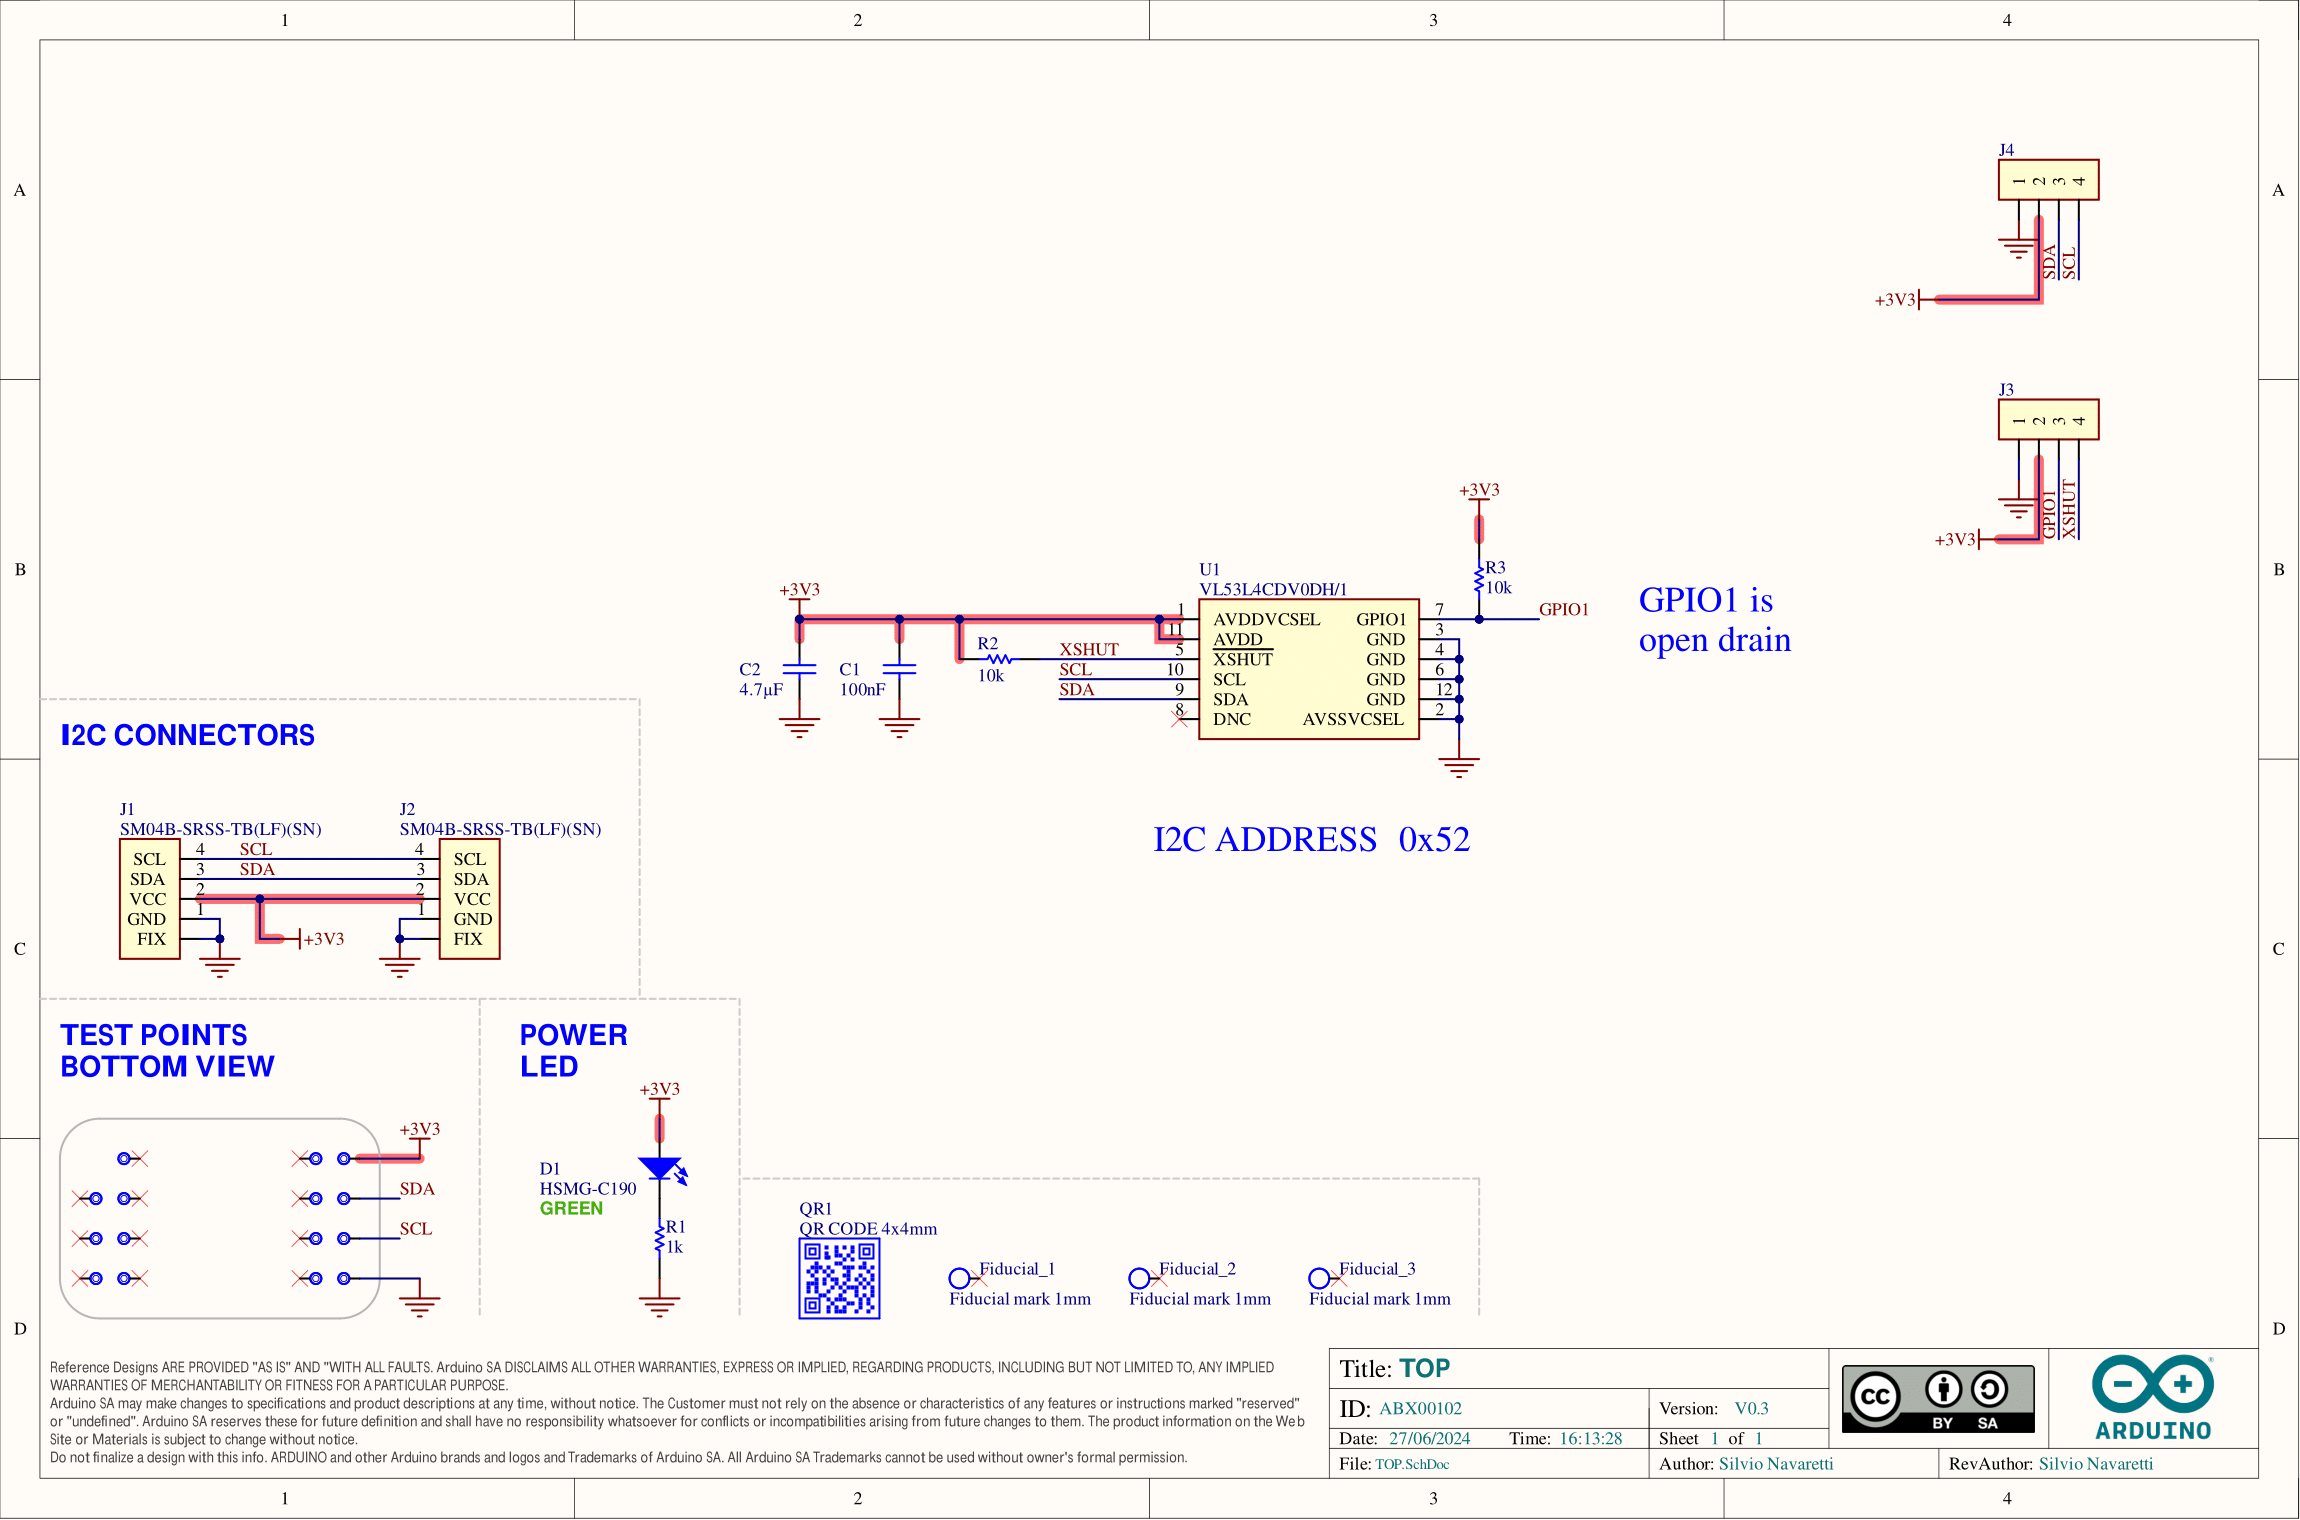 1 2 3 4
A
A
J4
1 2 3 4
SDA
SCL
+3V3
J3
1 2 3 4
GPIO1
XSHUT
+3V3
B
B
+3V3
R3
10k
U1
VL53L4CDV0DH/1
+3V3
1 AVDDVCSEL GPIO1 7 GPIO1
11 AVDD GND 3
XSHUT 5 XSHUT GND 4
SCL 10 SCL GND 6
SDA 9 SDA GND 12
8 DNC AVSSVCSEL 2
R2
10k
C2
4.7µF
C1
100nF
GPIO1 is
open drain
I2C ADDRESS 0x52
I2C CONNECTORS
J1
SM04B-SRSS-TB(LF)(SN)
J2
SM04B-SRSS-TB(LF)(SN)
SCL 4 SCL 4 SCL
SDA 3 SDA 3 SDA
VCC 2 2 VCC
GND 1 1 GND
FIX +3V3 FIX
C
C
TEST POINTS
BOTTOM VIEW
+3V3
SDA
SCL
POWER
LED
+3V3
D1
HSMG-C190
GREEN
R1
1k
QR1
QR CODE 4x4mm
Fiducial_1
Fiducial mark 1mm
Fiducial_2
Fiducial mark 1mm
Fiducial_3
Fiducial mark 1mm
D
D
Reference Designs ARE PROVIDED "AS IS" AND "WITH ALL FAULTS. Arduino SA DISCLAIMS ALL OTHER WARRANTIES, EXPRESS OR IMPLIED, REGARDING PRODUCTS, INCLUDING BUT NOT LIMITED TO, ANY IMPLIED
WARRANTIES OF MERCHANTABILITY OR FITNESS FOR A PARTICULAR PURPOSE.
Arduino SA may make changes to specifications and product descriptions at any time, without notice. The Customer must not rely on the absence or characteristics of any features or instructions marked "reserved"
or "undefined". Arduino SA reserves these for future definition and shall have no responsibility whatsoever for conflicts or incompatibilities arising from future changes to them. The product information on the Web
Site or Materials is subject to change without notice.
Do not finalize a design with this info. ARDUINO and other Arduino brands and logos and Trademarks of Arduino SA. All Arduino SA Trademarks cannot be used without owner's formal permission.
Title: TOP
ID: ABX00102 Version: V0.3
Date: 27/06/2024 Time: 16:13:28 Sheet 1 of 1
File: TOP.SchDoc Author: Silvio Navaretti RevAuthor: Silvio Navaretti
cc BY SA
ARDUINO
1 2 3 4